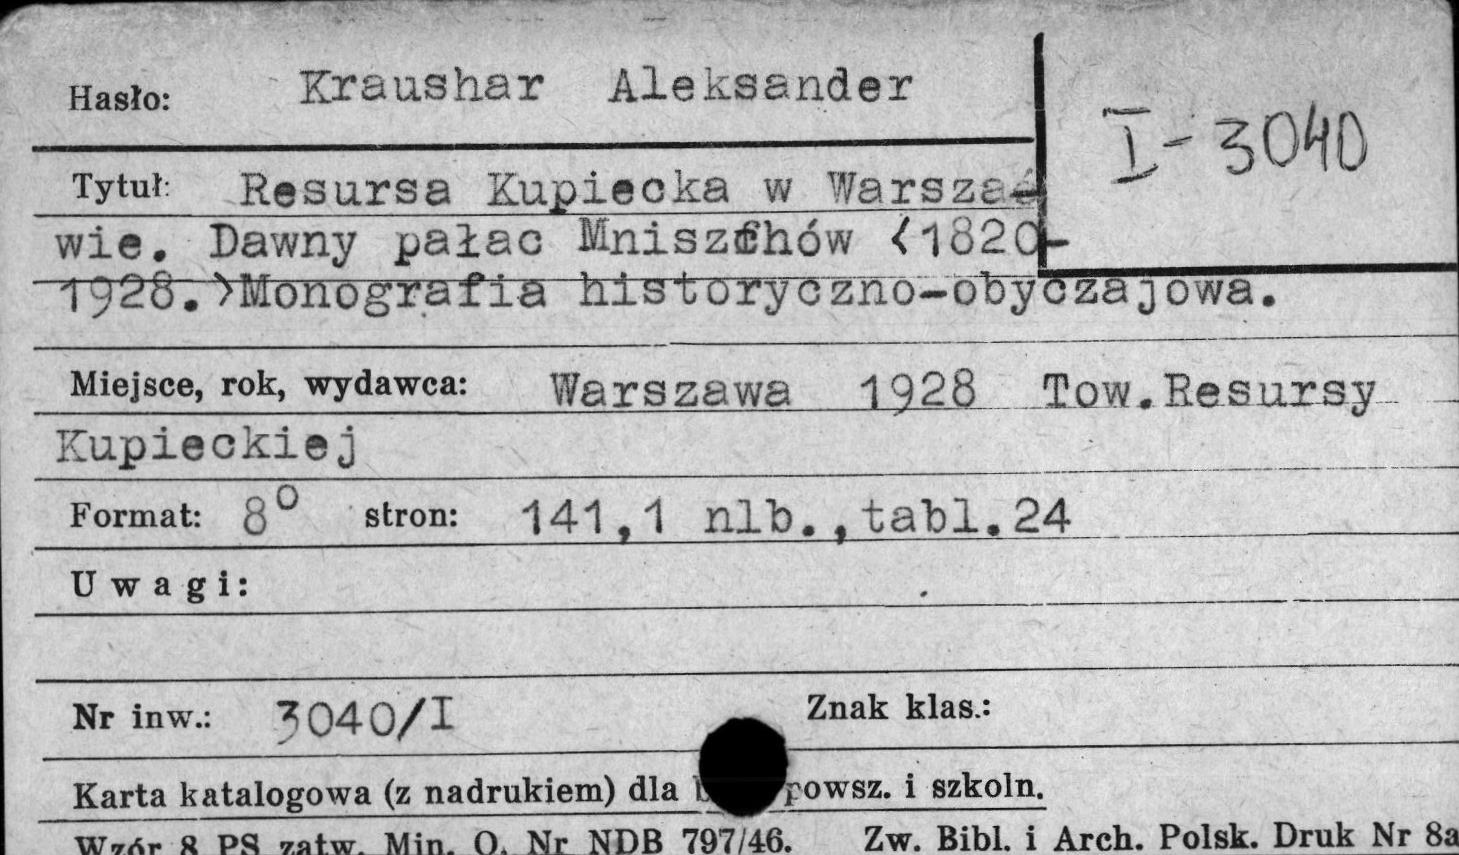 Hasło: Kraushar Aleksander
I-3040
Tytuł: Resursa Kupiecka w Warsza-
wie. Dawny pałac Mniszchów <1820-
1928.>Monografia historyczno-obyczajowa.
Miejsce, rok, wydawca: Warszawa 1928 Tow.Resursy
Kupieckiej
Format: 8° stron: 141,1 nlb.,tabl.24
Uwagi:
Nr inw.: 3040/I Znak klas.:
Karta katalogowa (z nadrukiem) dla powsz. i szkoln.
Wzór 8 PS zatw. Min. O. Nr NDB 797/46. Zw. Bibl. i Arch. Polsk. Druk Nr 8a